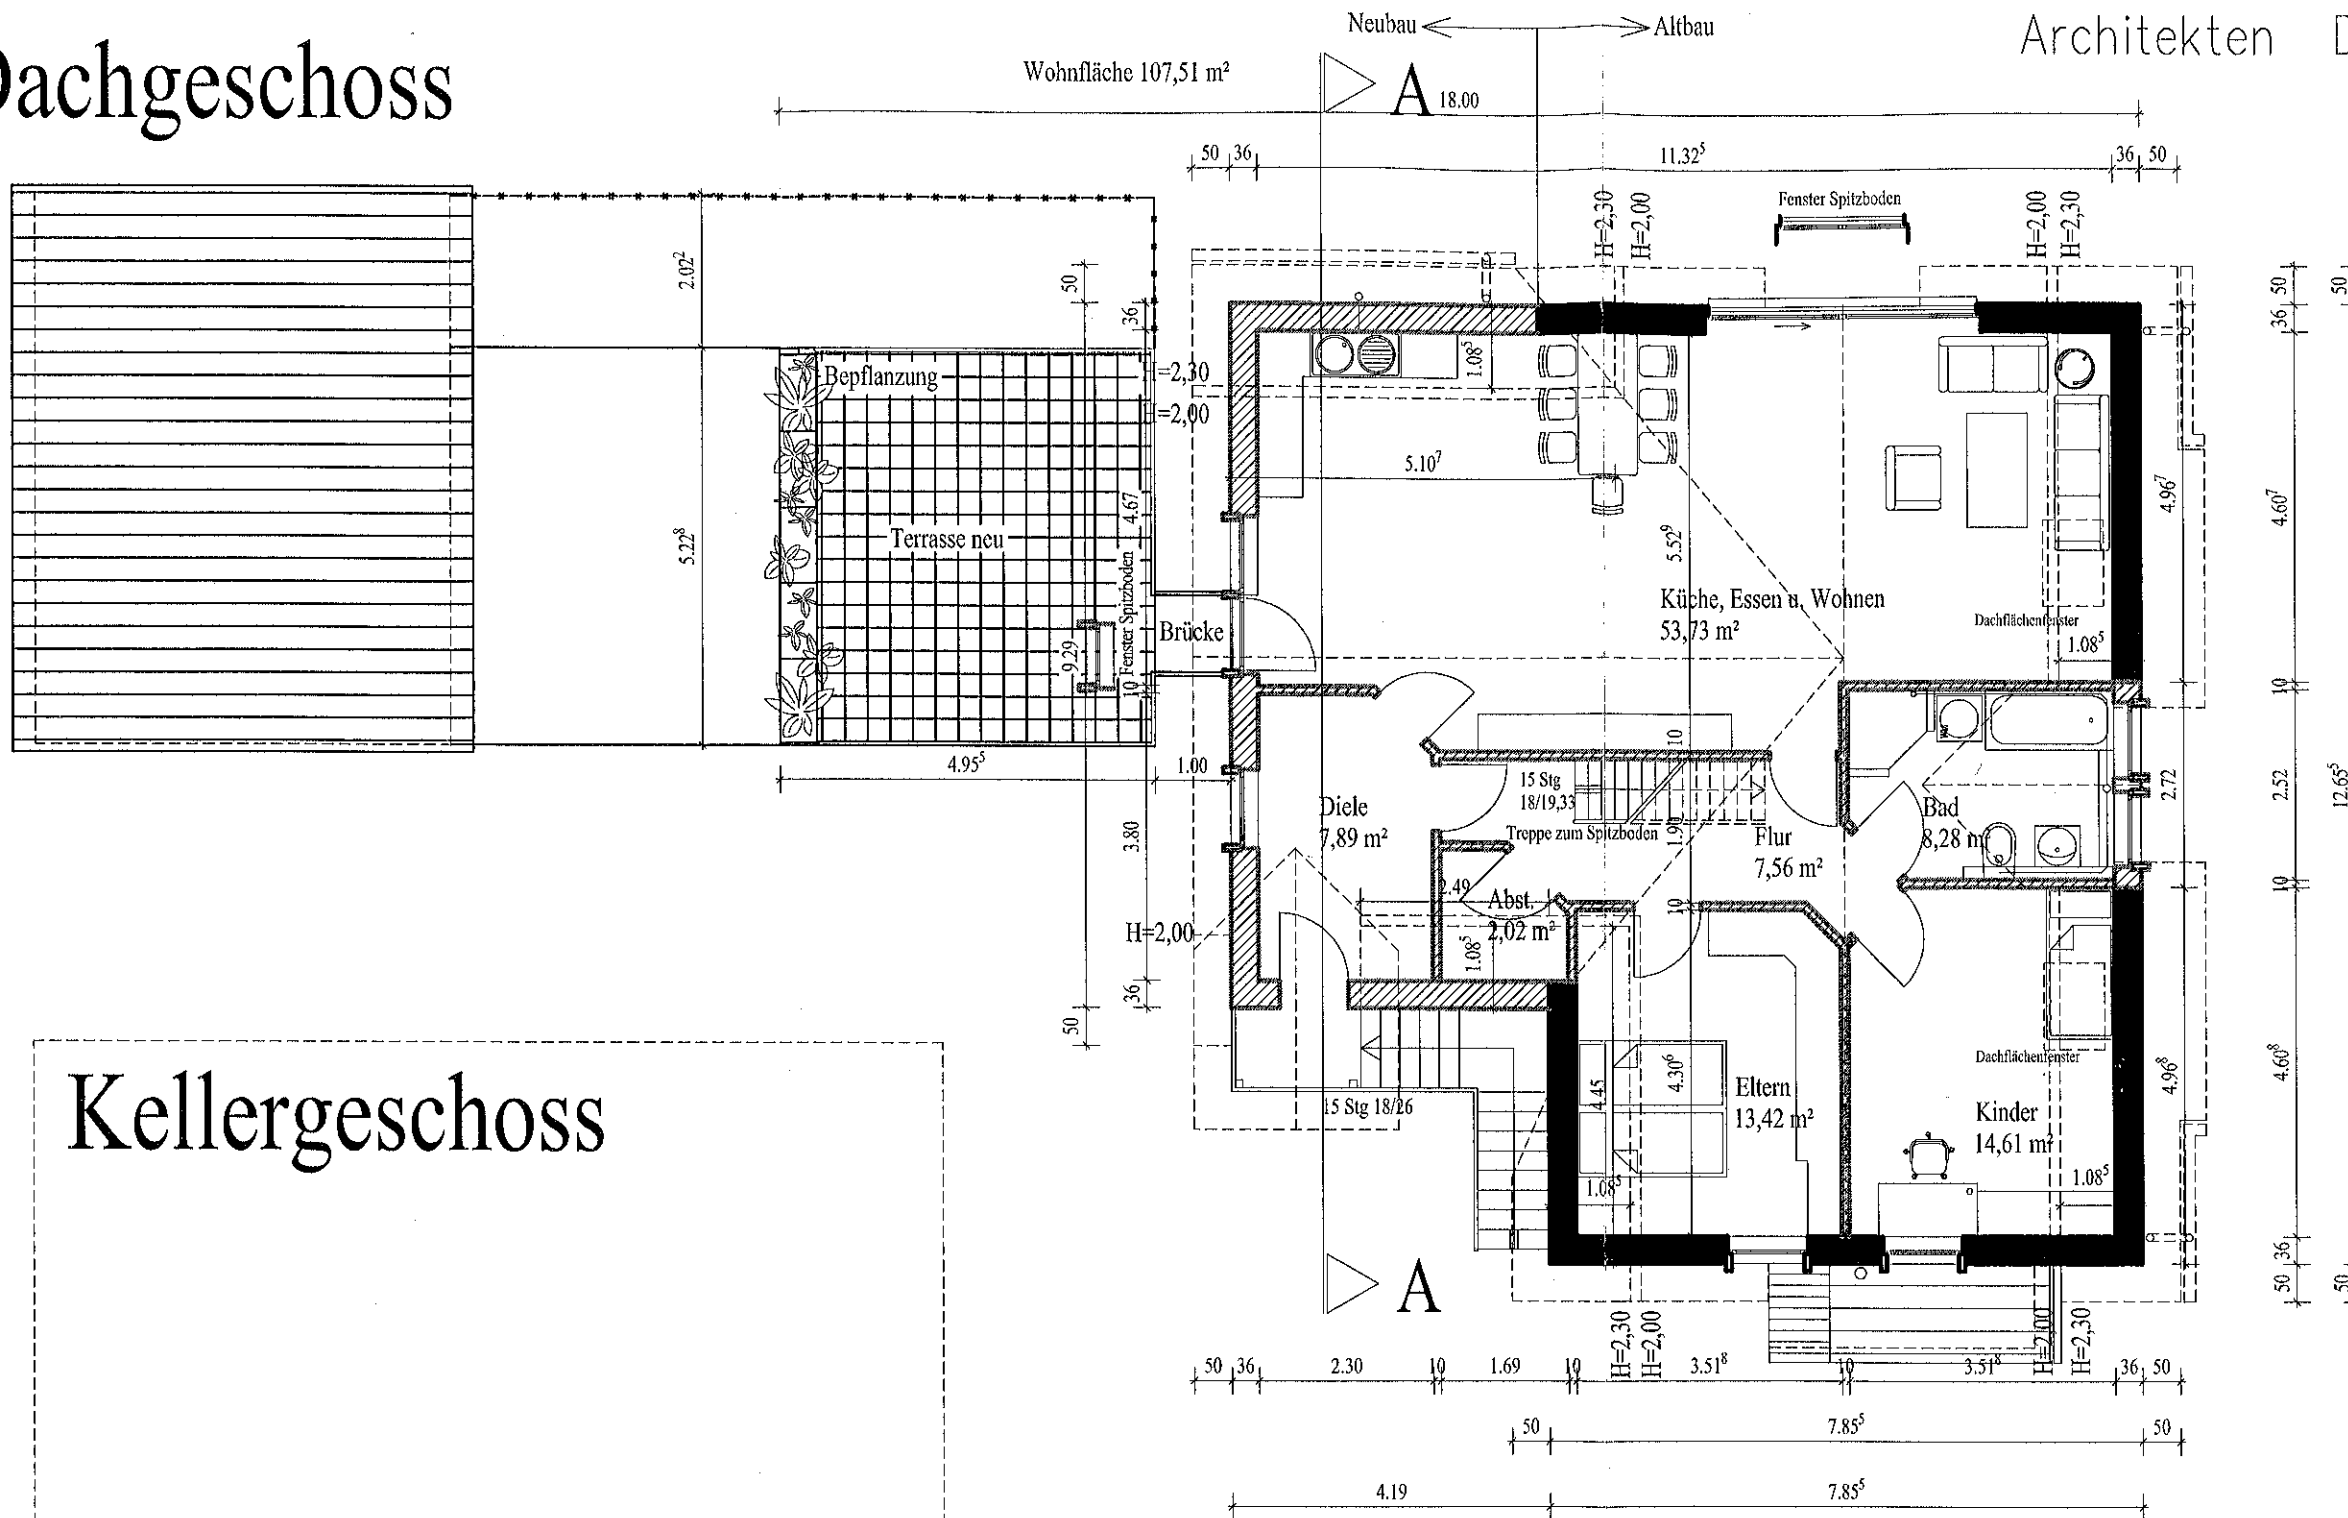 Dachgeschoss
Neubau
Altbau
Architekten D
Wohnfläche 107,51 m²
A
18.00
50 36
11.32⁵
36 50
H=2,30
H=2,00
Fenster Spitzboden
H=2,00
H=2,30
2.02²
50
36
50
36
50
Bepflanzung
=2,30
H=2,00
1.08⁵
5.10⁷
4.67
Terrasse neu
5.22⁸
5.52⁹
4.96⁷
4.60⁷
Küche, Essen u. Wohnen
53,73 m²
Dachflächenfenster
1.08⁵
Brücke
Fenster Spitzboden
9.29
10
10
4.95⁵
1.00
10
15 Stg
18/19,33
Treppe zum Spitzboden
Diele
7,89 m²
3.80
1.90
Flur
7,56 m²
Bad
8,28 m²
2.72
2.52
12.65⁵
2.49
Abst.
2,02 m²
10
10
H=2,00
1.08⁵
36
50
Kellergeschoss
15 Stg 18/26
4.45
4.30⁶
Eltern
13,42 m²
Dachflächenfenster
Kinder
14,61 m²
4.96⁸
4.60⁸
1.08⁵
1.08⁵
36
50
50
A
H=2,30
H=2,00
H=2,00
H=2,30
50 36 2.30 10 1.69 10 3.51⁸ 10 3.51⁸ 36 50
50 7.85⁵ 50
4.19 7.85⁵